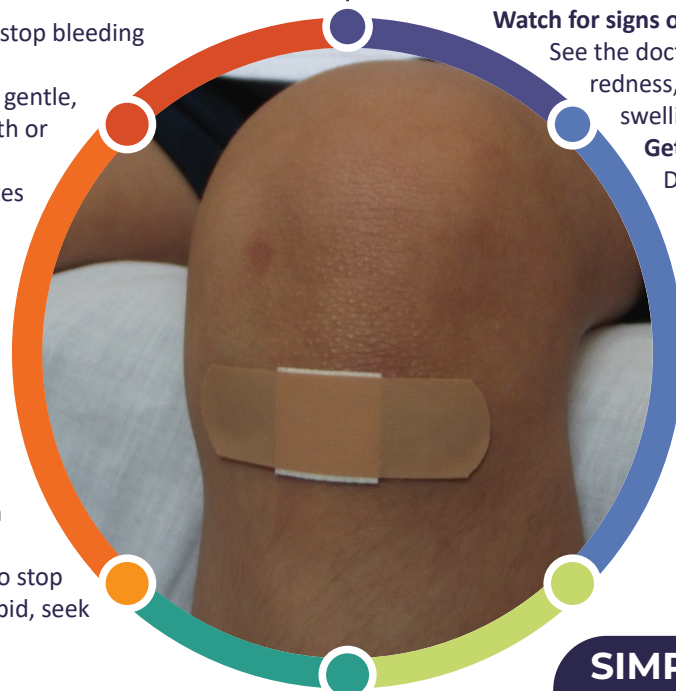 stop bleeding
gentle,
th or
es
o stop
bid, seek
Watch for signs o
See the doct
redness,
swelli
Get
D
SIMP